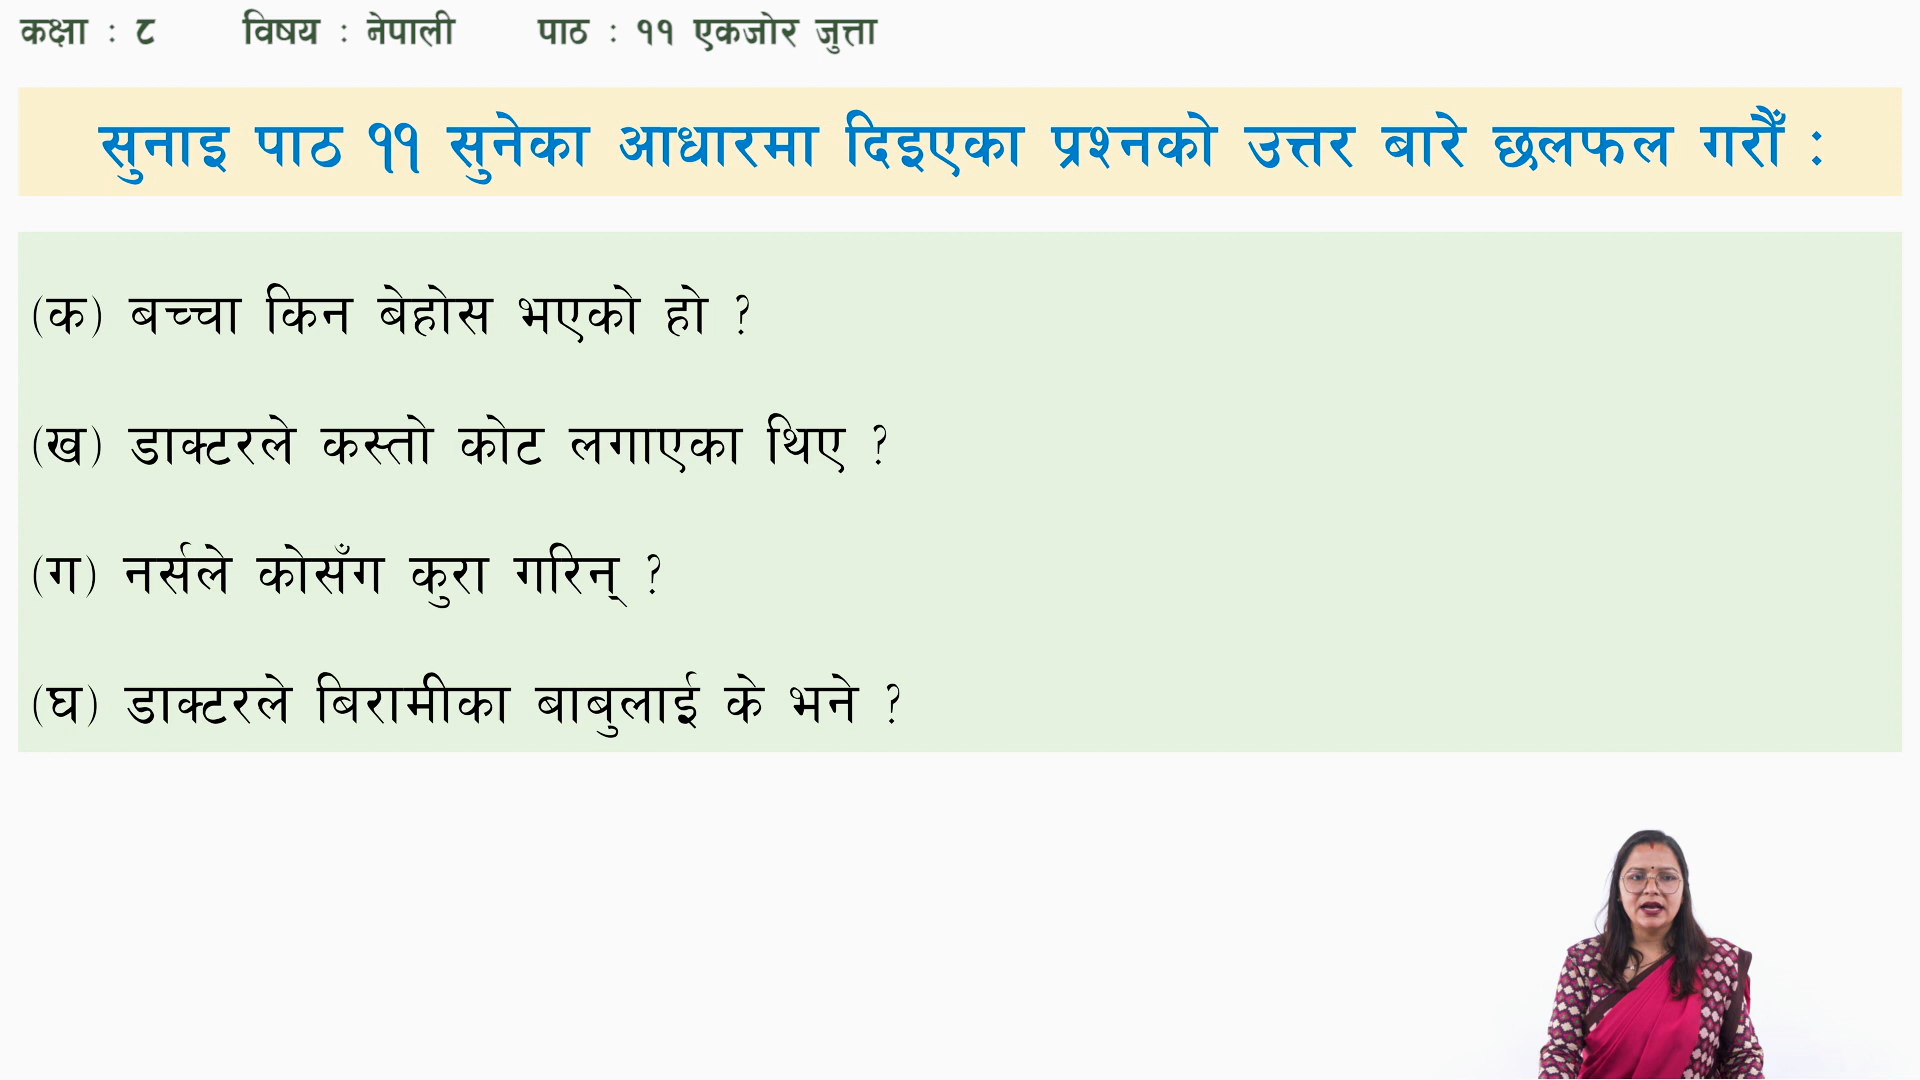 कक्षा : ८ विषय : नेपाली पाठ : ११ एकजोर जुत्ता
सुनाइ पाठ ११ सुनेका आधारमा दिइएका प्रश्नको उत्तर बारे छलफल गरौँ :
(क) बच्चा किन बेहोस भएको हो ?
(ख) डाक्टरले कस्तो कोट लगाएका थिए ?
(ग) नर्सले कोसँग कुरा गरिन् ?
(घ) डाक्टरले बिरामीका बाबुलाई के भने ?